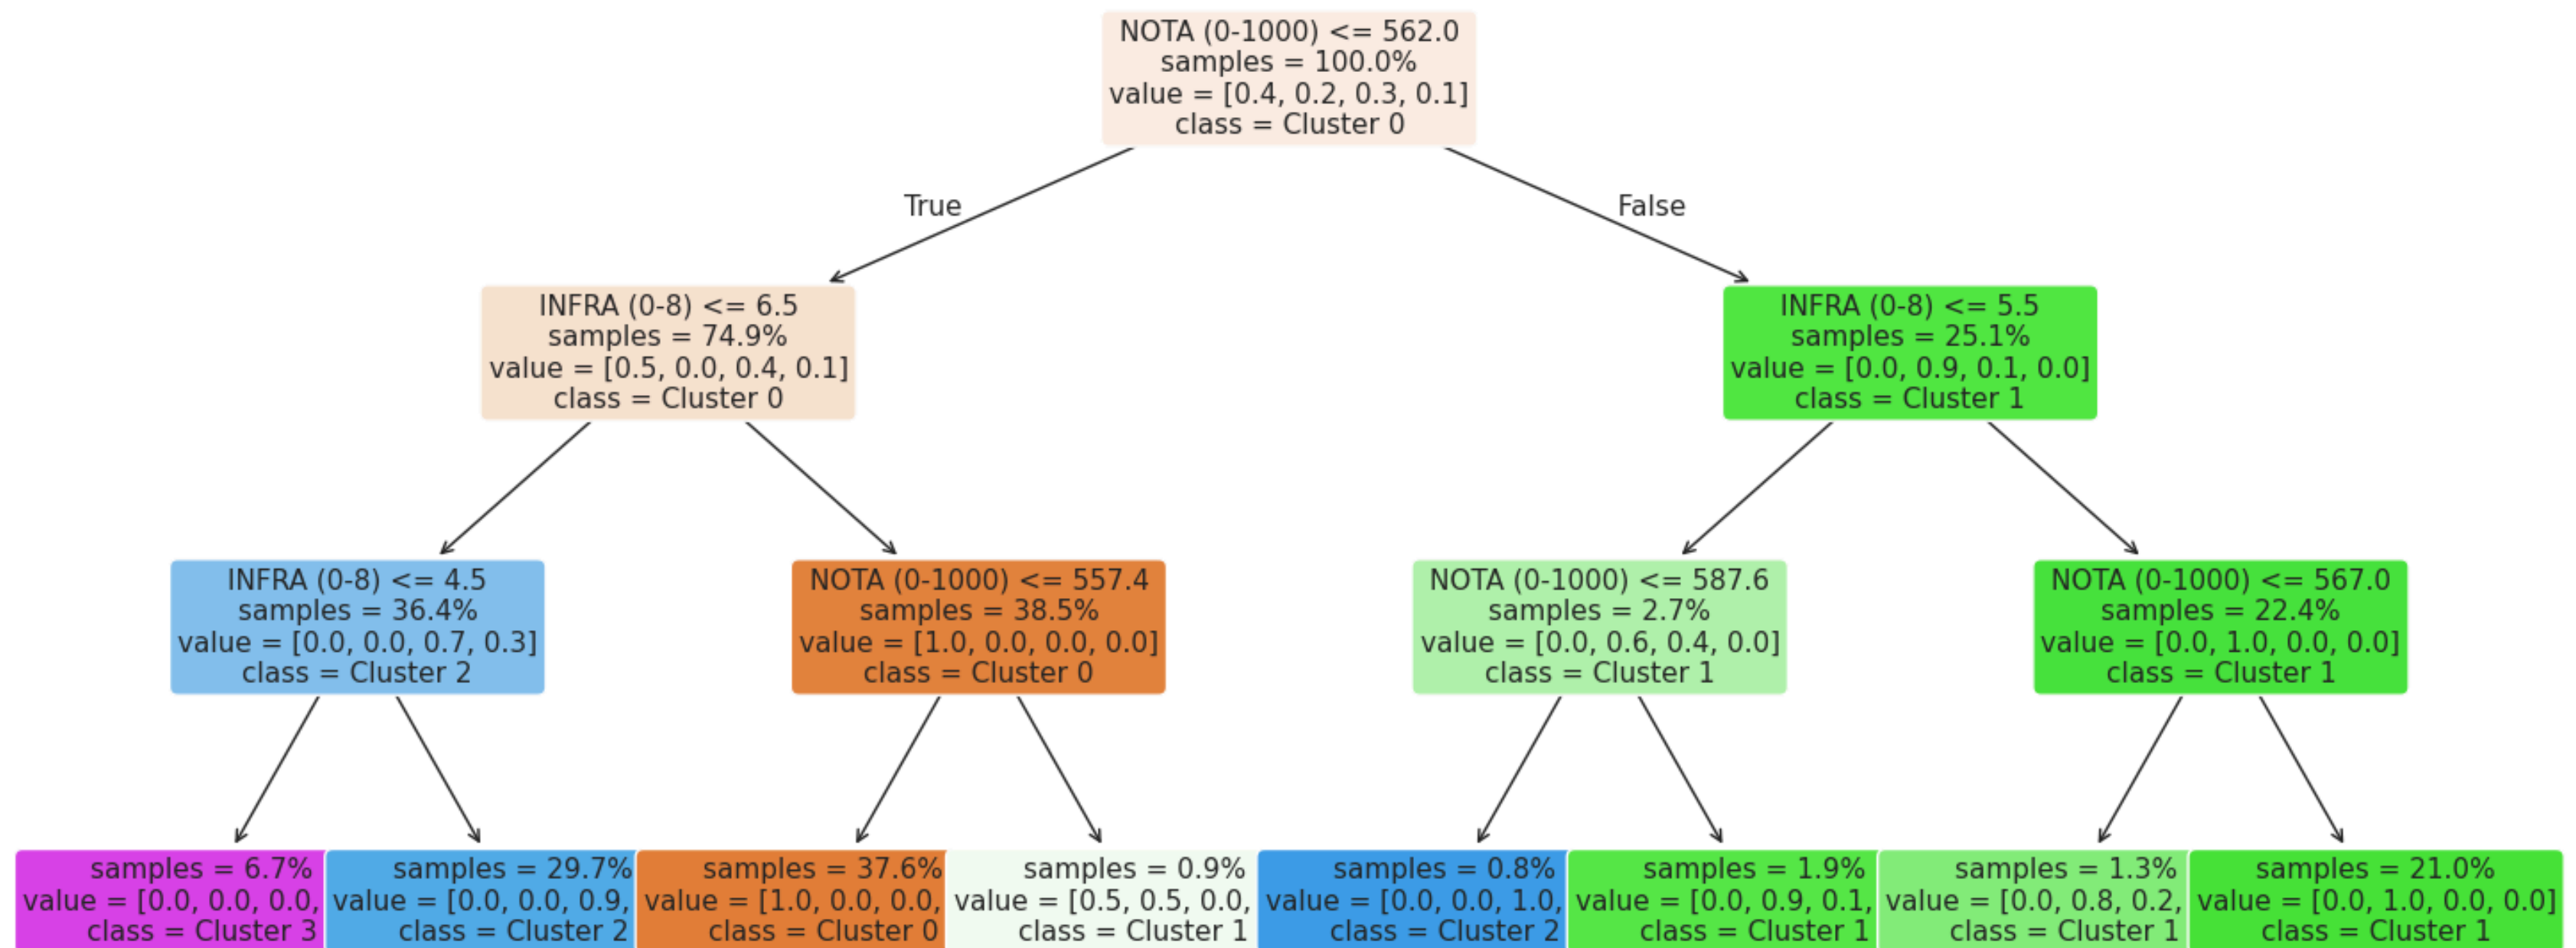 NOTA (0-1000) <= 562.0
samples = 100.0%
value = [0.4, 0.2, 0.3, 0.1]
class = Cluster 0
True
False
INFRA (0-8) <= 6.5
samples = 74.9%
value = [0.5, 0.0, 0.4, 0.1]
class = Cluster 0
INFRA (0-8) <= 5.5
samples = 25.1%
value = [0.0, 0.9, 0.1, 0.0]
class = Cluster 1
INFRA (0-8) <= 4.5
samples = 36.4%
value = [0.0, 0.0, 0.7, 0.3]
class = Cluster 2
NOTA (0-1000) <= 557.4
samples = 38.5%
value = [1.0, 0.0, 0.0, 0.0]
class = Cluster 0
NOTA (0-1000) <= 587.6
samples = 2.7%
value = [0.0, 0.6, 0.4, 0.0]
class = Cluster 1
NOTA (0-1000) <= 567.0
samples = 22.4%
value = [0.0, 1.0, 0.0, 0.0]
class = Cluster 1
samples = 6.7%
value = [0.0, 0.0, 0.0,
class = Cluster 3
samples = 29.7%
value = [0.0, 0.0, 0.9,
class = Cluster 2
samples = 37.6%
value = [1.0, 0.0, 0.0,
class = Cluster 0
samples = 0.9%
value = [0.5, 0.5, 0.0,
class = Cluster 1
samples = 0.8%
value = [0.0, 0.0, 1.0,
class = Cluster 2
samples = 1.9%
value = [0.0, 0.9, 0.1,
class = Cluster 1
samples = 1.3%
value = [0.0, 0.8, 0.2,
class = Cluster 1
samples = 21.0%
value = [0.0, 1.0, 0.0, 0.0]
class = Cluster 1